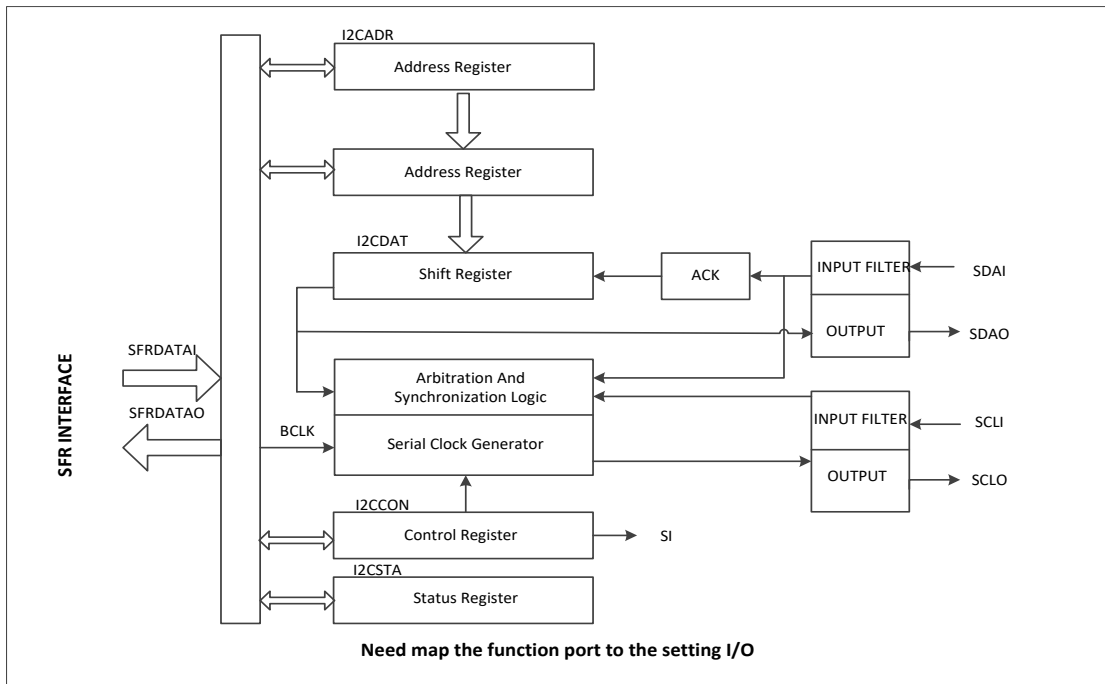 I2CADR
Address Register
Address Register
I2CDAT
Shift Register
ACK
INPUT FILTER
SDAI
OUTPUT
SDAO
SFR INTERFACE
SFRDATAI
SFRDATAO
Arbitration And
Synchronization Logic
BCLK
Serial Clock Generator
INPUT FILTER
SCLI
OUTPUT
SCLO
I2CCON
Control Register
SI
I2CSTA
Status Register
Need map the function port to the setting I/O